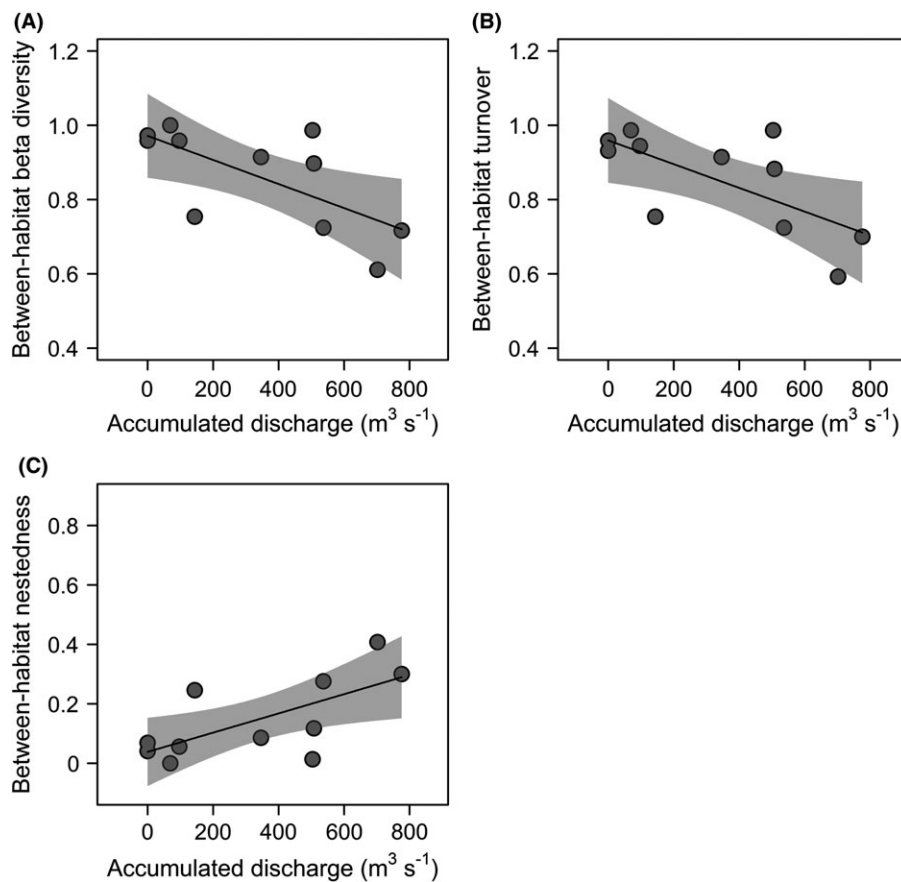 (A)
Between-habitat beta diversity
1.2
1.0
0.8
0.6
0.4
0 200 400 600 800
Accumulated discharge (m³ s⁻¹)
(B)
Between-habitat turnover
1.2
1.0
0.8
0.6
0.4
0 200 400 600 800
Accumulated discharge (m³ s⁻¹)
(C)
Between-habitat nestedness
0.8
0.6
0.4
0.2
0
0 200 400 600 800
Accumulated discharge (m³ s⁻¹)